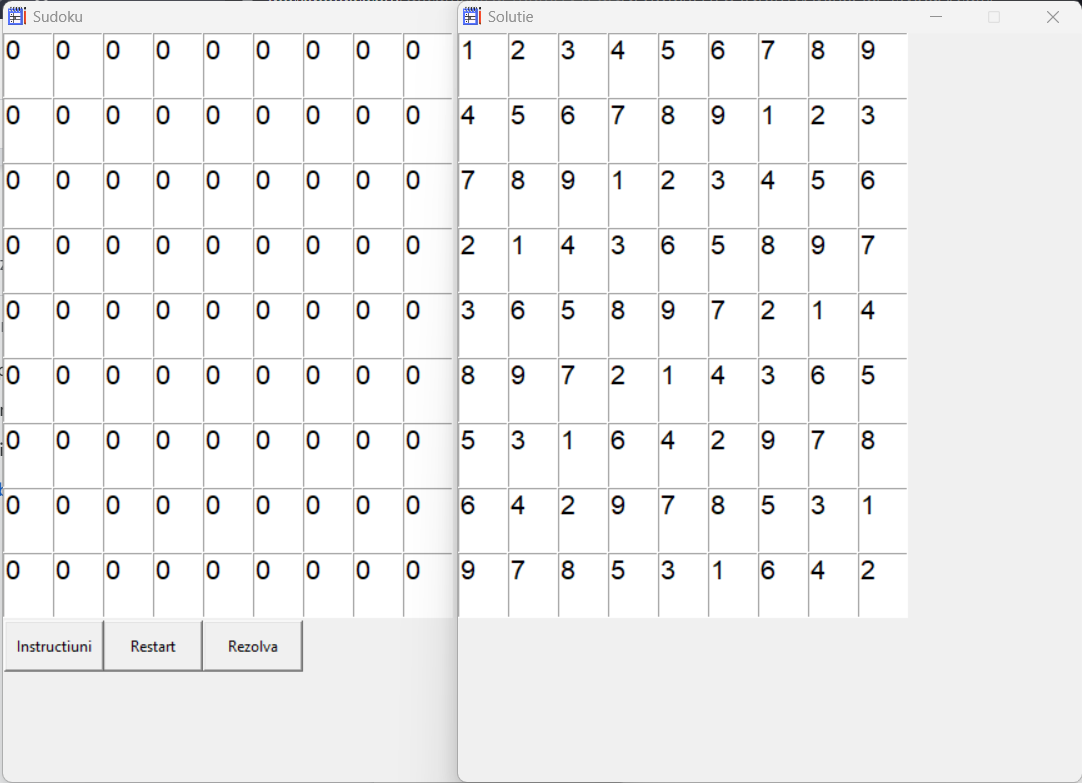 Sudoku
0 0 0 0 0 0 0 0 0
0 0 0 0 0 0 0 0 0
0 0 0 0 0 0 0 0 0
0 0 0 0 0 0 0 0 0
0 0 0 0 0 0 0 0 0
0 0 0 0 0 0 0 0 0
0 0 0 0 0 0 0 0 0
0 0 0 0 0 0 0 0 0
0 0 0 0 0 0 0 0 0
Instructiuni Restart Rezolva
Solutie
1 2 3 4 5 6 7 8 9
4 5 6 7 8 9 1 2 3
7 8 9 1 2 3 4 5 6
2 1 4 3 6 5 8 9 7
3 6 5 8 9 7 2 1 4
8 9 7 2 1 4 3 6 5
5 3 1 6 4 2 9 7 8
6 4 2 9 7 8 5 3 1
9 7 8 5 3 1 6 4 2